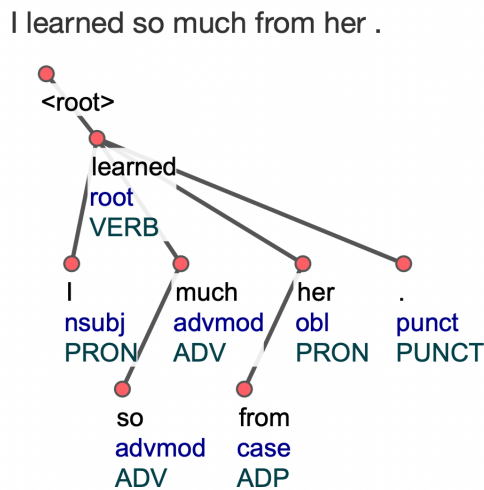 I learned so much from her .
<root>
learned
root
VERB
I much her .
nsubj advmod obl punct
PRON ADV PRON PUNCT
so from
advmod case
ADV ADP